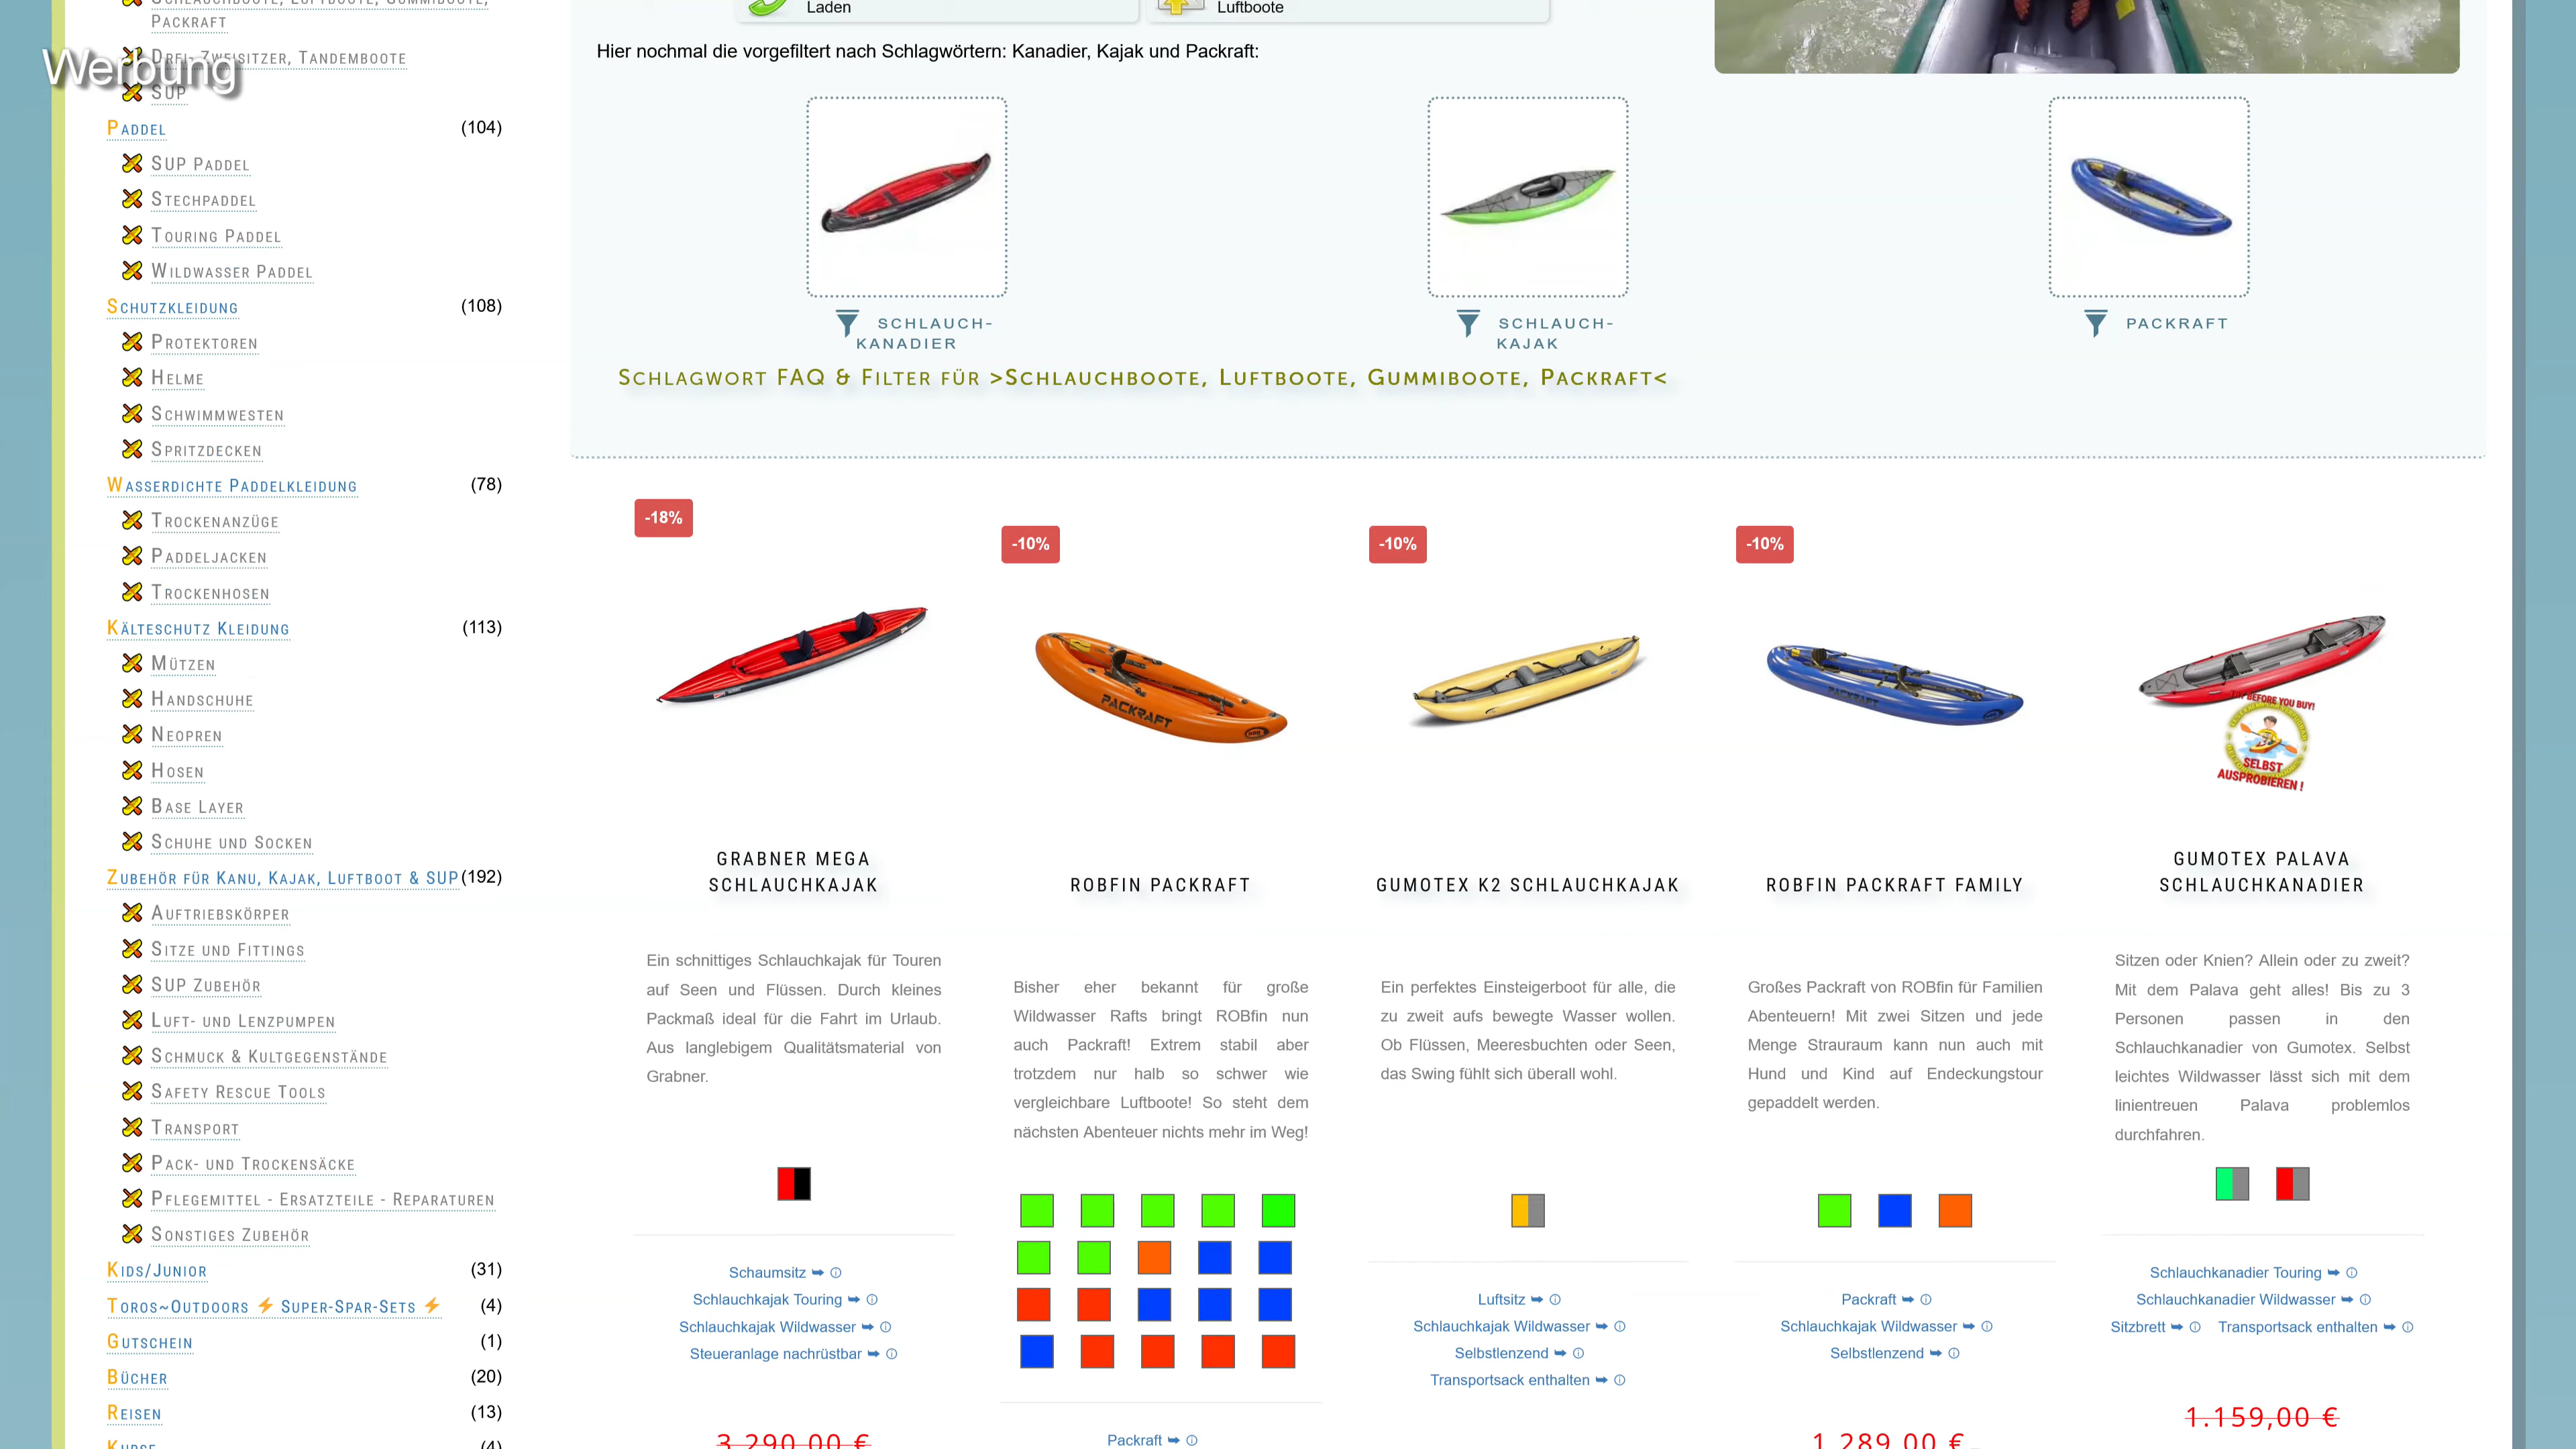 Packraft
Drei- Zweisitzer, Tandemboote
Werbung
SUP
Paddel (104)
SUP Paddel
Stechpaddel
Touring Paddel
Wildwasser Paddel
Schutzkleidung (108)
Protektoren
Helme
Schwimmwesten
Spritzdecken
Wasserdichte Paddelkleidung (78)
Trockenanzüge
Paddeljacken
Trockenhosen
Kälteschutz Kleidung (113)
Mützen
Handschuhe
Neopren
Hosen
Base Layer
Schuhe und Socken
Zubehör für Kanu, Kajak, Luftboot & SUP (192)
Auftriebskörper
Sitze und Fittings
SUP Zubehör
Luft- und Lenzpumpen
Schmuck & Kultgegenstände
Safety Rescue Tools
Transport
Pack- und Trockensäcke
Pflegemittel - Ersatzteile - Reparaturen
Sonstiges Zubehör
Kids/Junior (31)
Toros~Outdoors ⚡ Super-Spar-Sets ⚡ (4)
Gutschein (1)
Bücher (20)
Reisen (13)
Laden
Luftboote
Hier nochmal die vorgefiltert nach Schlagwörtern: Kanadier, Kajak und Packraft:
SCHLAUCH-
KANADIER
SCHLAUCH-
KAJAK
PACKRAFT
Schlagwort FAQ & Filter für >Schlauchboote, Luftboote, Gummiboote, Packraft<
-18%
GRABNER MEGA
SCHLAUCHKAJAK
Ein schnittiges Schlauchkajak für Touren
auf Seen und Flüssen. Durch kleines
Packmaß ideal für die Fahrt im Urlaub.
Aus langlebigem Qualitätsmaterial von
Grabner.
Schaumsitz ➥
Schlauchkajak Touring ➥
Schlauchkajak Wildwasser ➥
Steueranlage nachrüstbar ➥
3.290,00 €
-10%
PACKRAFT
ROBFIN PACKRAFT
Bisher eher bekannt für große
Wildwasser Rafts bringt ROBfin nun
auch Packraft! Extrem stabil aber
trotzdem nur halb so schwer wie
vergleichbare Luftboote! So steht dem
nächsten Abenteuer nichts mehr im Weg!
Packraft ➥
-10%
GUMOTEX K2 SCHLAUCHKAJAK
Ein perfektes Einsteigerboot für alle, die
zu zweit aufs bewegte Wasser wollen.
Ob Flüssen, Meeresbuchten oder Seen,
das Swing fühlt sich überall wohl.
Luftsitz ➥
Schlauchkajak Wildwasser ➥
Selbstlenzend ➥
Transportsack enthalten ➥
-10%
PACKRAFT
ROBFIN PACKRAFT FAMILY
Großes Packraft von ROBfin für Familien
Abenteuern! Mit zwei Sitzen und jede
Menge Strauraum kann nun auch mit
Hund und Kind auf Endeckungstour
gepaddelt werden.
Packraft ➥
Schlauchkajak Wildwasser ➥
Selbstlenzend ➥
1.289,00 €
TRY BEFORE YOU BUY!
SELBST
AUSPROBIEREN !
GUMOTEX PALAVA
SCHLAUCHKANADIER
Sitzen oder Knien? Allein oder zu zweit?
Mit dem Palava geht alles! Bis zu 3
Personen passen in den
Schlauchkanadier von Gumotex. Selbst
leichtes Wildwasser lässt sich mit dem
linientreuen Palava problemlos
durchfahren.
Schlauchkanadier Touring ➥
Schlauchkanadier Wildwasser ➥
Sitzbrett ➥ Transportsack enthalten ➥
1.159,00 €